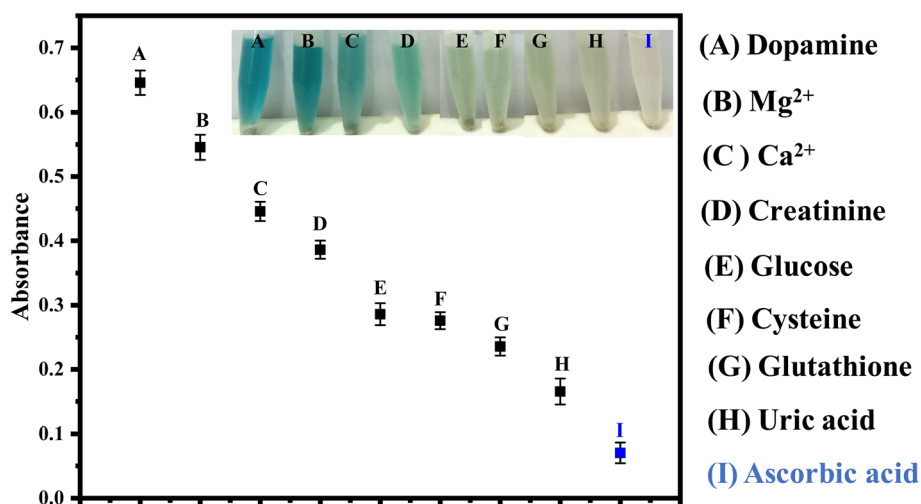 0.7
0.6
0.5
0.4
0.3
0.2
0.1
0.0
Absorbance
A
B
C
D
E
F
G
H
I
A B C D E F G H I
(A) Dopamine
(B) Mg²⁺
(C ) Ca²⁺
(D) Creatinine
(E) Glucose
(F) Cysteine
(G) Glutathione
(H) Uric acid
(I) Ascorbic acid